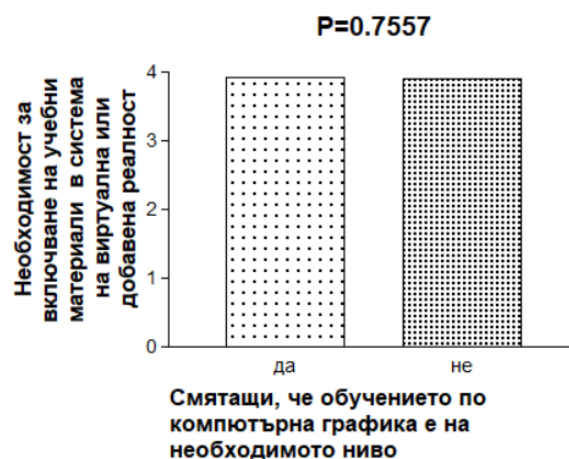 P=0.7557
Необходимост за
включване на учебни
материали в система
на виртуална или
добавена реалност
4
3
2
1
0
да не
Смятащи, че обучението по
компютърна графика е на
необходимото ниво